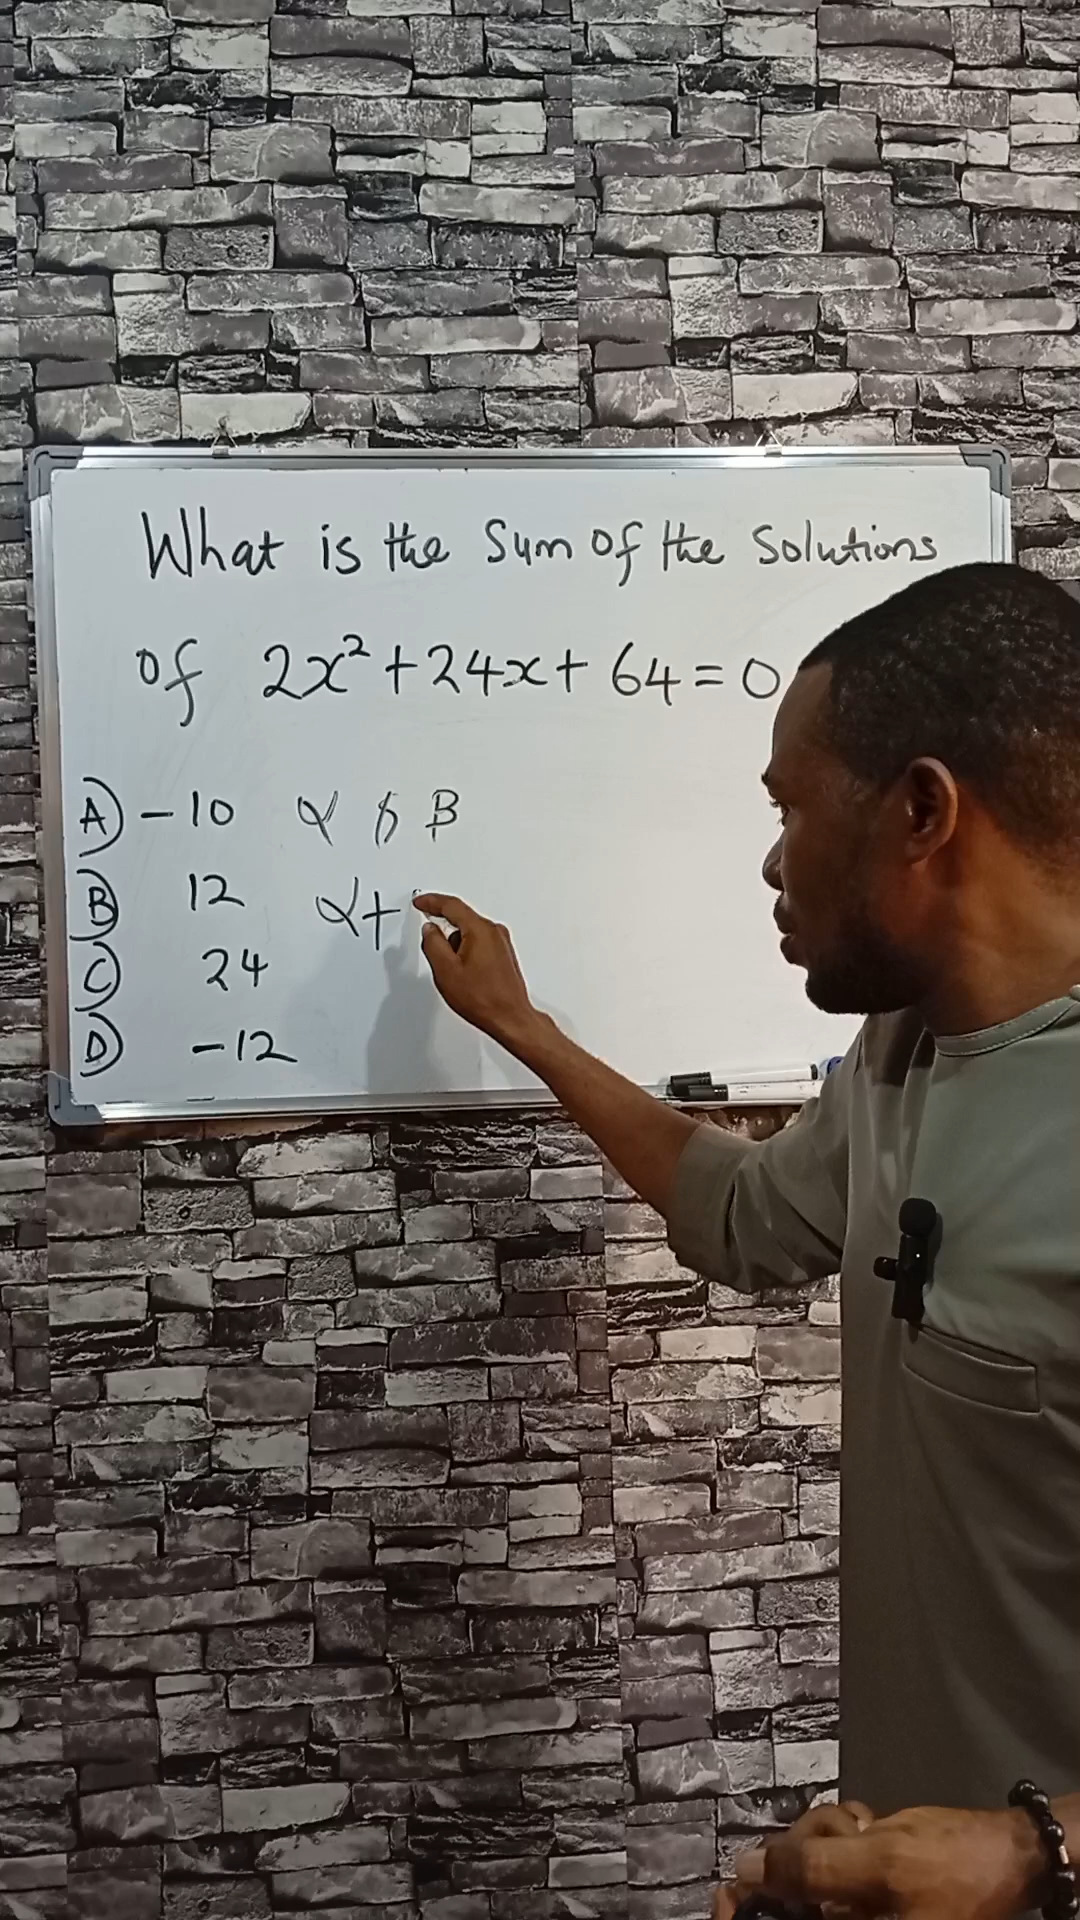 What is the Sum of the Solutions
of 2x² + 24x + 64 = 0
A) -10 α & β
B) 12 α+
C) 24
D) -12